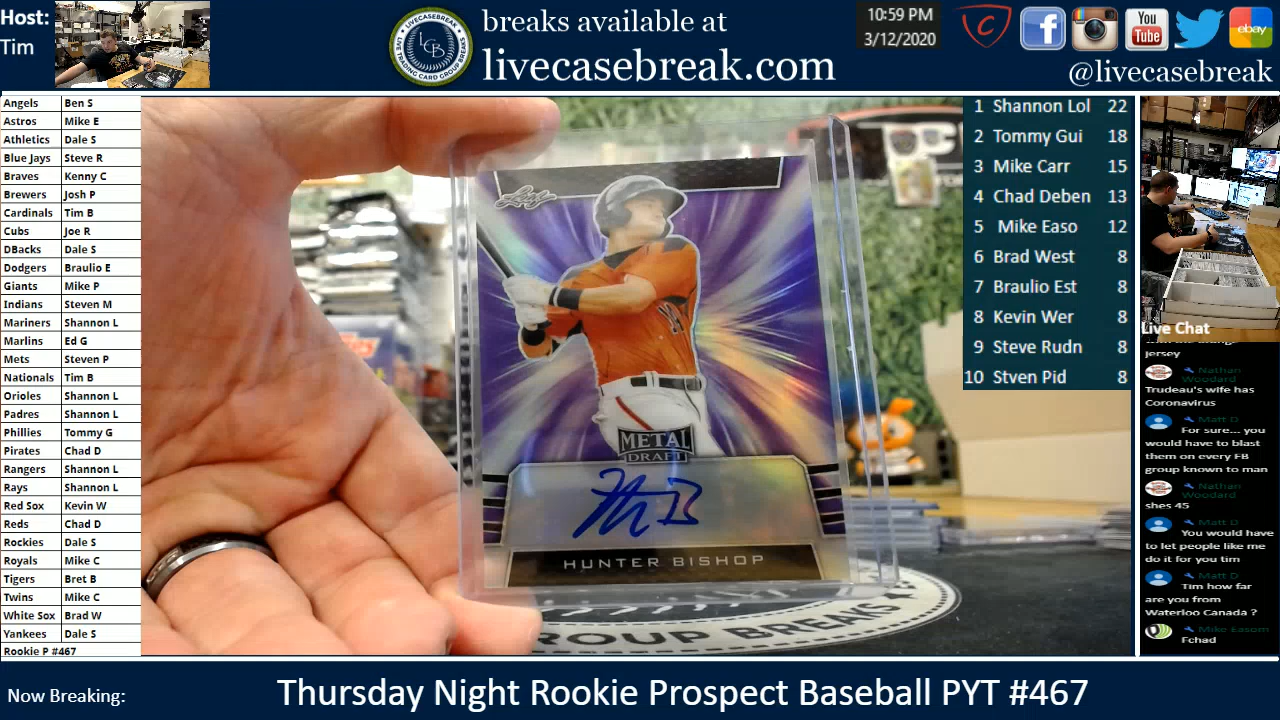 Host:
Tim
LIVECASEBREAK
LCB
LIVE TRADING CARD GROUP BREAKS
breaks available at
livecasebreak.com
10:59 PM
3/12/2020
You
Tube
ebay
@livecasebreak
Angels Ben S
Astros Mike E
Athletics Dale S
Blue Jays Steve R
Braves Kenny C
Brewers Josh P
Cardinals Tim B
Cubs Joe R
DBacks Dale S
Dodgers Braulio E
Giants Mike P
Indians Steven M
Mariners Shannon L
Marlins Ed G
Mets Steven P
Nationals Tim B
Orioles Shannon L
Padres Shannon L
Phillies Tommy G
Pirates Chad D
Rangers Shannon L
Rays Shannon L
Red Sox Kevin W
Reds Chad D
Rockies Dale S
Royals Mike C
Tigers Bret B
Twins Mike C
White Sox Brad W
Yankees Dale S
Rookie P #467
Leaf
METAL
DRAFT
HUNTER BISHOP
GROUP BREAKS
1 Shannon Lol 22
2 Tommy Gui 18
3 Mike Carr 15
4 Chad Deben 13
5 Mike Easo 12
6 Brad West 8
7 Braulio Est 8
8 Kevin Wer 8
9 Steve Rudn 8
10 Stven Pid 8
Live Chat
jersey
Nathan
Woodard
Trudeau's wife has
Coronavirus
Matt D
For sure... you
would have to blast
them on every FB
group known to man
Nathan
Woodard
shes 45
Matt D
You would have
to let people like me
do it for you tim
Matt D
Tim how far
are you from
Waterloo Canada ?
Mike Easom
Fchad
Now Breaking:
Thursday Night Rookie Prospect Baseball PYT #467